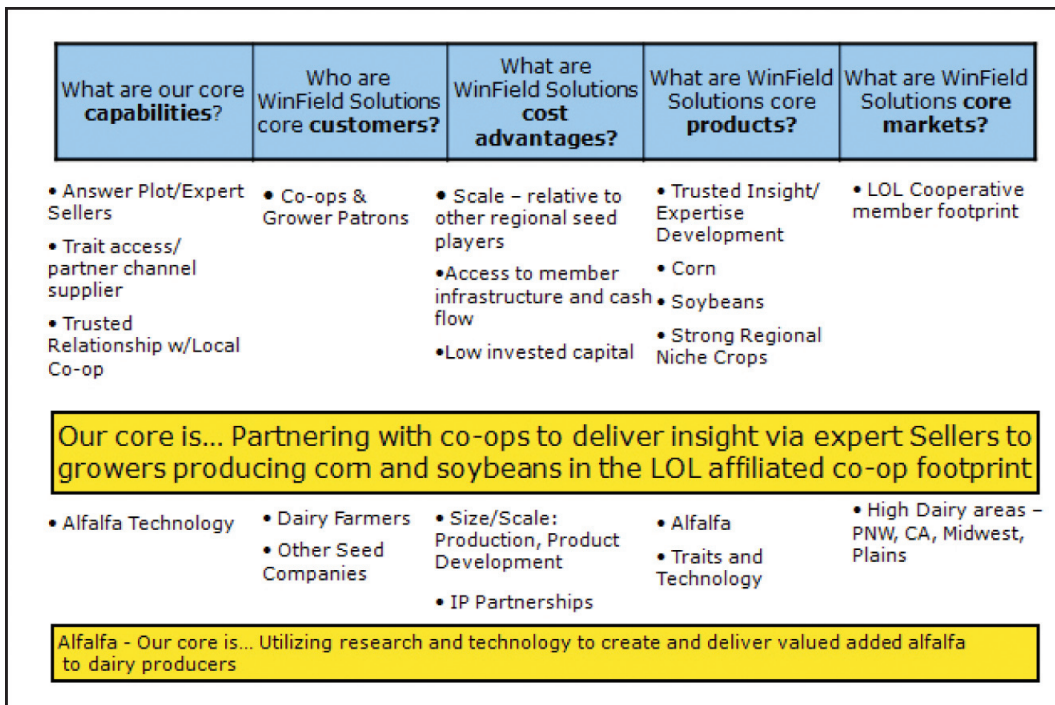 What are our core
capabilities?
Who are
WinField Solutions
core customers?
What are
WinField Solutions
cost
advantages?
What are WinField
Solutions core
products?
What are WinField
Solutions core
markets?
• Answer Plot/Expert
Sellers
• Trait access/
partner channel
supplier
• Trusted
Relationship w/Local
Co-op
• Co-ops &
Grower Patrons
• Scale – relative to
other regional seed
players
•Access to member
infrastructure and cash
flow
•Low invested capital
• Trusted Insight/
Expertise
Development
• Corn
• Soybeans
• Strong Regional
Niche Crops
• LOL Cooperative
member footprint
Our core is... Partnering with co-ops to deliver insight via expert Sellers to
growers producing corn and soybeans in the LOL affiliated co-op footprint
• Alfalfa Technology
• Dairy Farmers
• Other Seed
Companies
• Size/Scale:
Production, Product
Development
• IP Partnerships
• Alfalfa
• Traits and
Technology
• High Dairy areas –
PNW, CA, Midwest,
Plains
Alfalfa - Our core is... Utilizing research and technology to create and deliver valued added alfalfa
to dairy producers